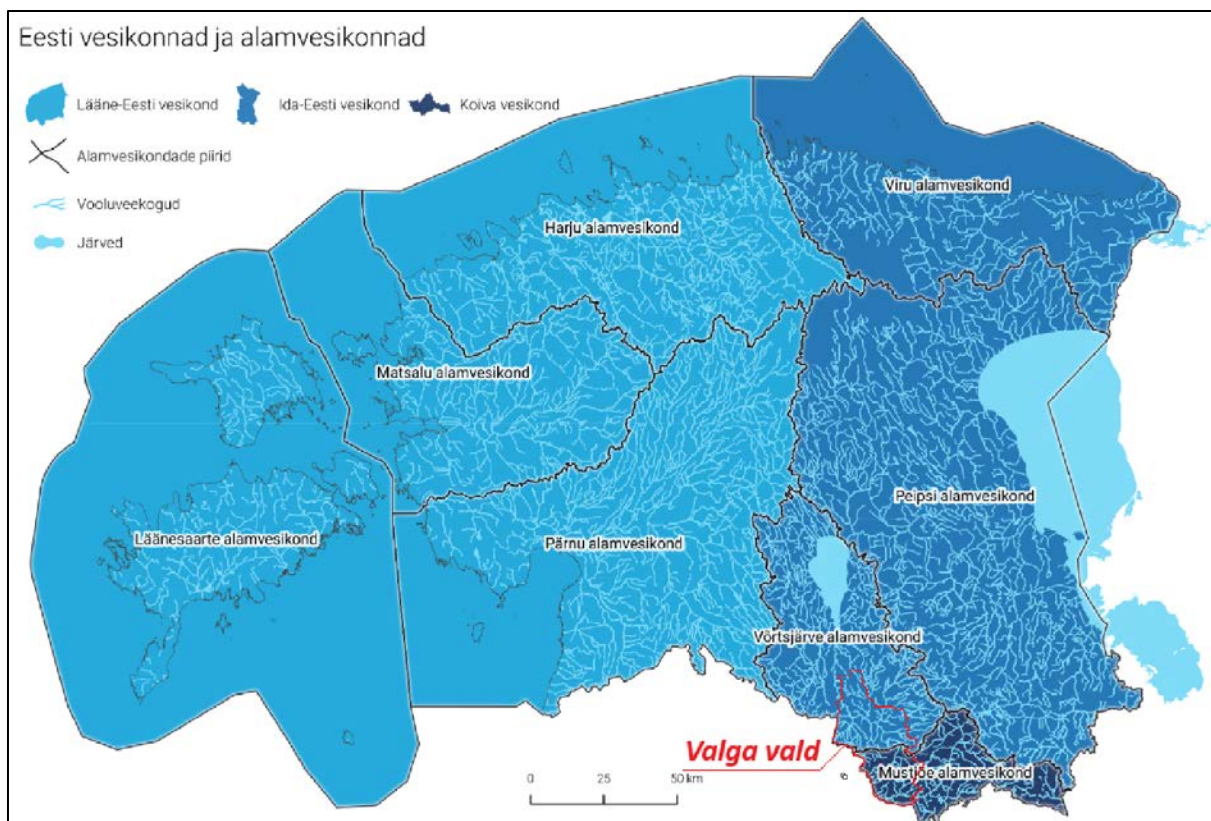 Eesti vesikonnad ja alamvesikonnad
Lääne-Eesti vesikond
Ida-Eesti vesikond
Koiva vesikond
Alamvesikondade piirid
Vooluveekogud
Järved
Viru alamvesikond
Harju alamvesikond
Matsalu alamvesikond
Peipsi alamvesikond
Läänesaarte alamvesikond
Pärnu alamvesikond
Võrtsjärve alamvesikond
Valga vald
Mustjõe alamvesikond
0 25 50 km